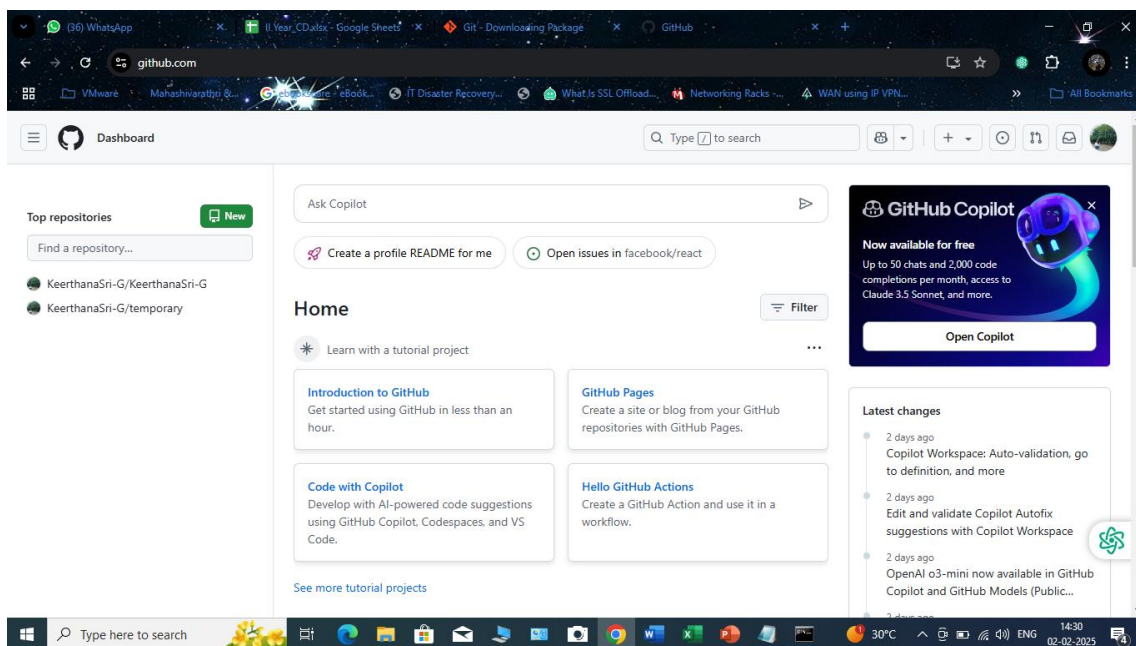 (36) WhatsApp
II Year_CD.xlsx - Google Sheets
Git - Downloading Package
GitHub
github.com
VMware
Mahashivarathri &...
IT Disaster Recovery...
What Is SSL Offload...
Networking Racks -...
WAN using IP VPN...
All Bookmarks
Dashboard
Type / to search
Top repositories
New
Find a repository...
KeerthanaSri-G/KeerthanaSri-G
KeerthanaSri-G/temporary
Ask Copilot
Create a profile README for me
Open issues in facebook/react
Home
Filter
Learn with a tutorial project
Introduction to GitHub
Get started using GitHub in less than an
hour.
GitHub Pages
Create a site or blog from your GitHub
repositories with GitHub Pages.
Code with Copilot
Develop with AI-powered code suggestions
using GitHub Copilot, Codespaces, and VS
Code.
Hello GitHub Actions
Create a GitHub Action and use it in a
workflow.
See more tutorial projects
GitHub Copilot
Now available for free
Up to 50 chats and 2,000 code
completions per month, access to
Claude 3.5 Sonnet, and more.
Open Copilot
Latest changes
2 days ago
Copilot Workspace: Auto-validation, go
to definition, and more
2 days ago
Edit and validate Copilot Autofix
suggestions with Copilot Workspace
2 days ago
OpenAI o3-mini now available in GitHub
Copilot and GitHub Models (Public...
2 days ago
Type here to search
30°C
ENG
14:30
02-02-2025